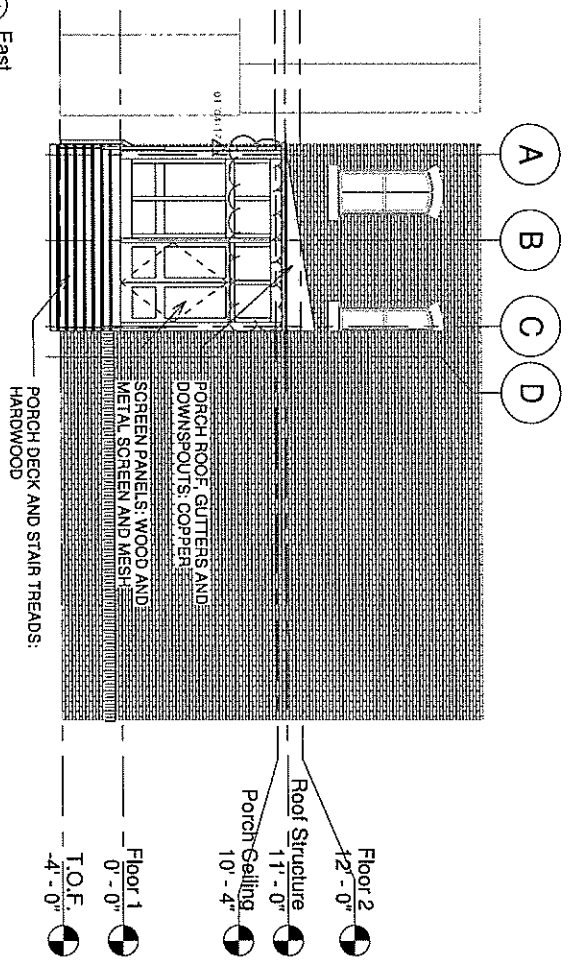 East
A
B
C
D
PORCH ROOF, GUTTERS AND
DOWNSPOUTS: COPPER
SCREEN PANELS: WOOD AND
METAL SCREEN AND MESH
PORCH DECK AND STAIR TREADS:
HARDWOOD
Floor 2
12' - 0"
Roof Structure
11' - 0"
Porch Ceiling
10' - 4"
Floor 1
0' - 0"
T.O.F.
-4' - 0"